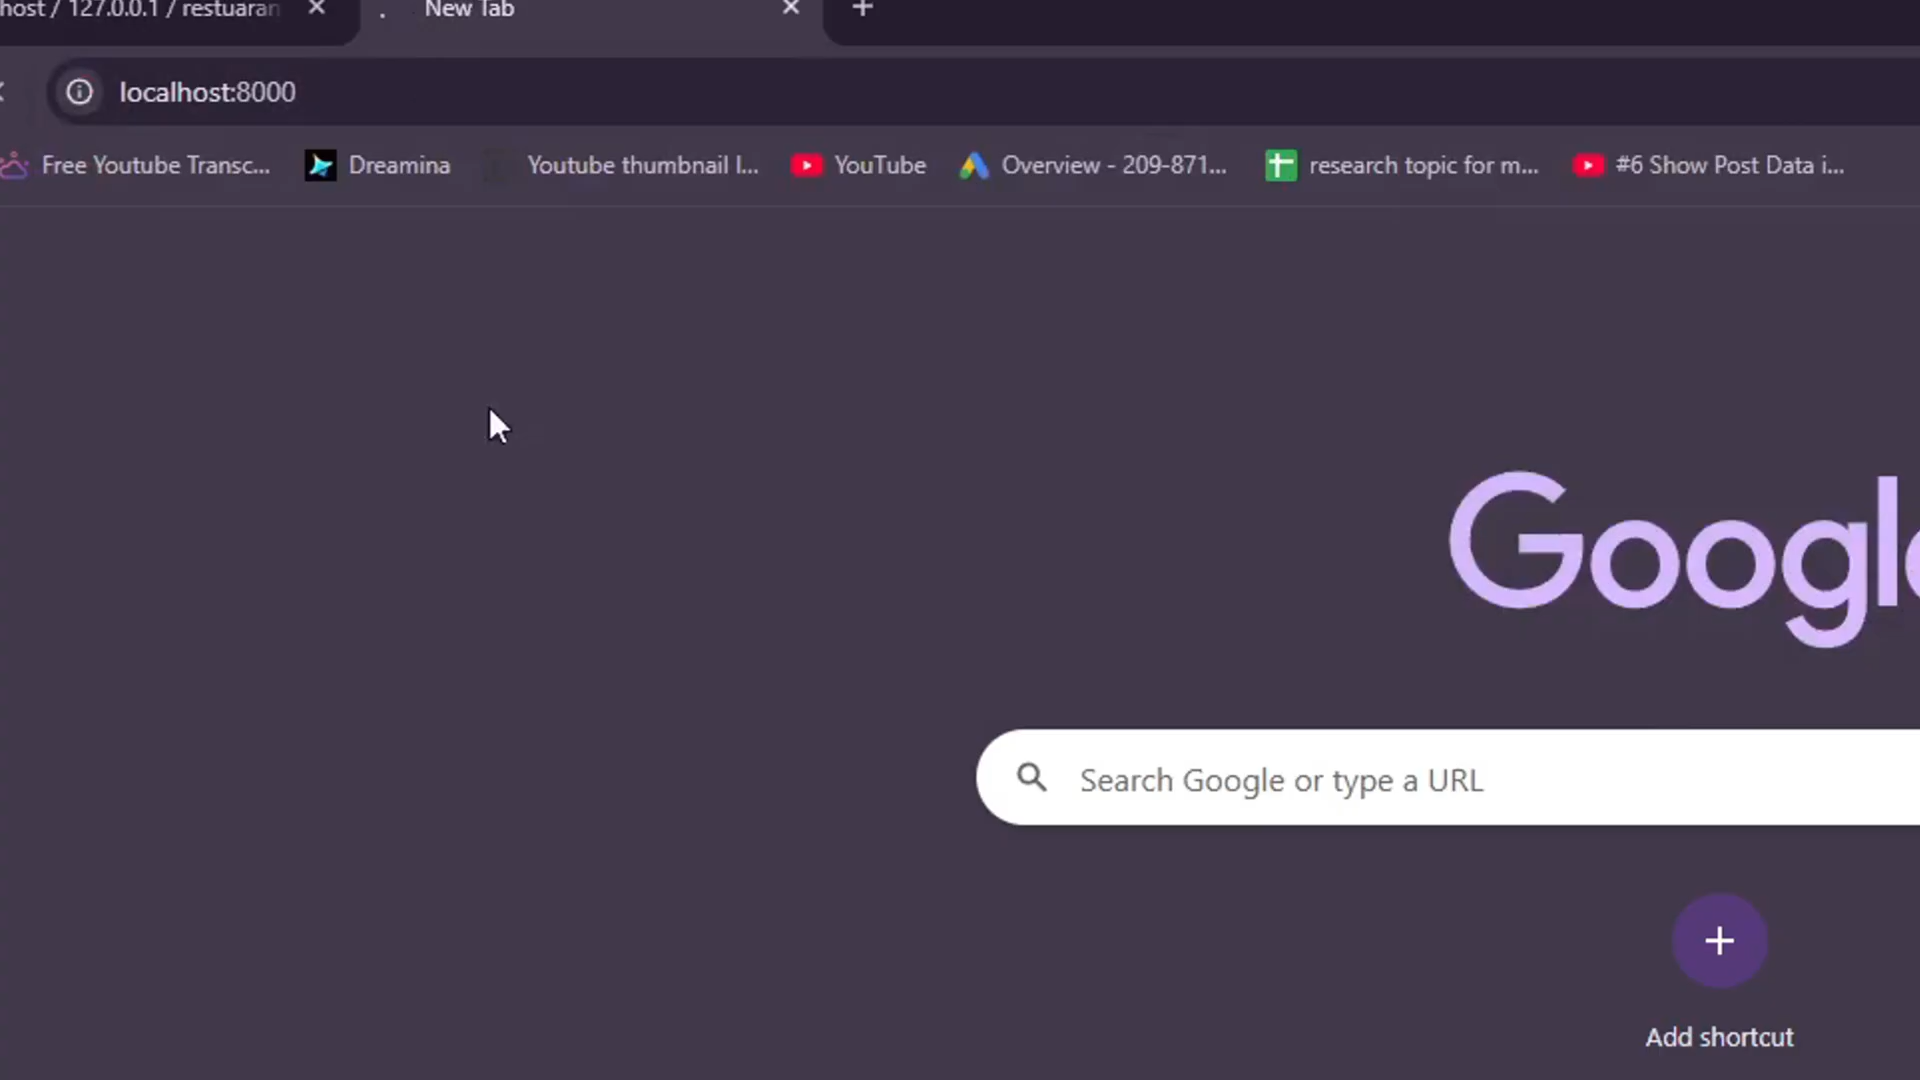 host / 127.0.0.1 / restuaran
New Tab
localhost:8000
Free Youtube Transc...
Dreamina
Youtube thumbnail I...
YouTube
Overview - 209-871...
research topic for m...
#6 Show Post Data i...
Google
Search Google or type a URL
Add shortcut